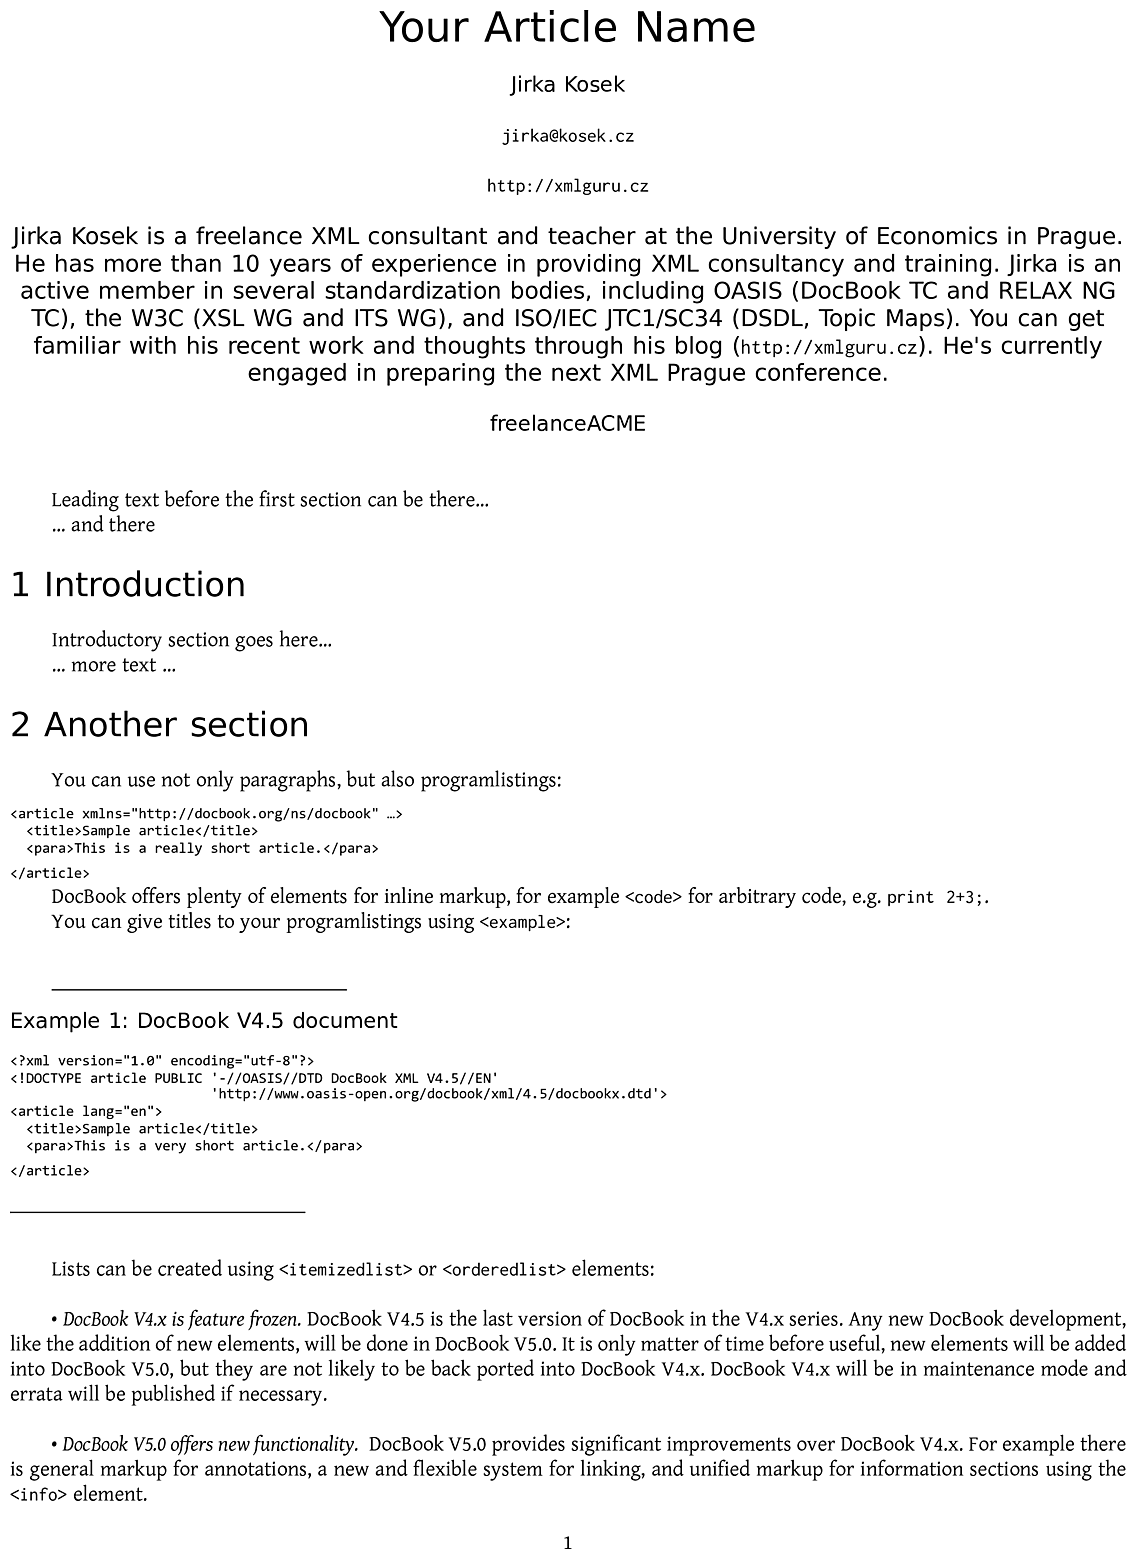 Your Article Name
Jirka Kosek
jirka@kosek.cz
http://xmlguru.cz
Jirka Kosek is a freelance XML consultant and teacher at the University of Economics in Prague.
He has more than 10 years of experience in providing XML consultancy and training. Jirka is an
active member in several standardization bodies, including OASIS (DocBook TC and RELAX NG
TC), the W3C (XSL WG and ITS WG), and ISO/IEC JTC1/SC34 (DSDL, Topic Maps). You can get
familiar with his recent work and thoughts through his blog (http://xmlguru.cz). He's currently
engaged in preparing the next XML Prague conference.
freelanceACME
Leading text before the first section can be there...
... and there
1 Introduction
Introductory section goes here...
... more text ...
2 Another section
You can use not only paragraphs, but also programlistings:
<article xmlns="http://docbook.org/ns/docbook" …>
  <title>Sample article</title>
  <para>This is a really short article.</para>
</article>
DocBook offers plenty of elements for inline markup, for example <code> for arbitrary code, e.g. print 2+3;.
You can give titles to your programlistings using <example>:
Example 1: DocBook V4.5 document
<?xml version="1.0" encoding="utf-8"?>
<!DOCTYPE article PUBLIC '-//OASIS//DTD DocBook XML V4.5//EN'
                         'http://www.oasis-open.org/docbook/xml/4.5/docbookx.dtd'>
<article lang="en">
  <title>Sample article</title>
  <para>This is a very short article.</para>
</article>
Lists can be created using <itemizedlist> or <orderedlist> elements:
• DocBook V4.x is feature frozen. DocBook V4.5 is the last version of DocBook in the V4.x series. Any new DocBook development,
like the addition of new elements, will be done in DocBook V5.0. It is only matter of time before useful, new elements will be added
into DocBook V5.0, but they are not likely to be back ported into DocBook V4.x. DocBook V4.x will be in maintenance mode and
errata will be published if necessary.
• DocBook V5.0 offers new functionality. DocBook V5.0 provides significant improvements over DocBook V4.x. For example there
is general markup for annotations, a new and flexible system for linking, and unified markup for information sections using the
<info> element.
1